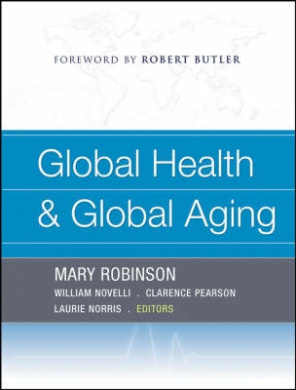 FOREWORD BY ROBERT BUTLER
Global Health
& Global Aging
MARY ROBINSON
WILLIAM NOVELLI . CLARENCE PEARSON
LAURIE NORRIS . EDITORS